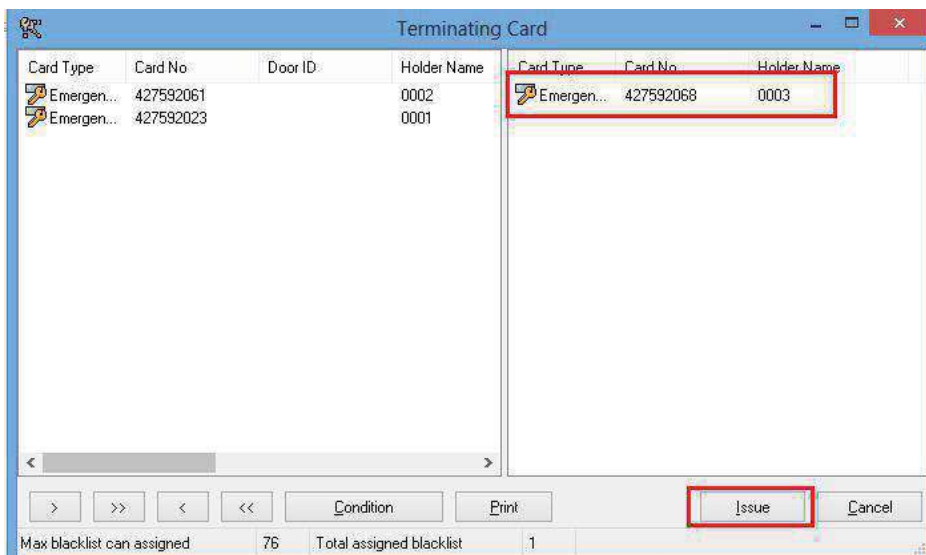 Terminating Card
Card Type Card No Door ID Holder Name Card Type Card No Holder Name
Emergen... 427592061 0002 Emergen... 427592068 0003
Emergen... 427592023 0001
< >
> >> < << Condition Print Issue Cancel
Max blacklist can assigned 76 Total assigned blacklist 1